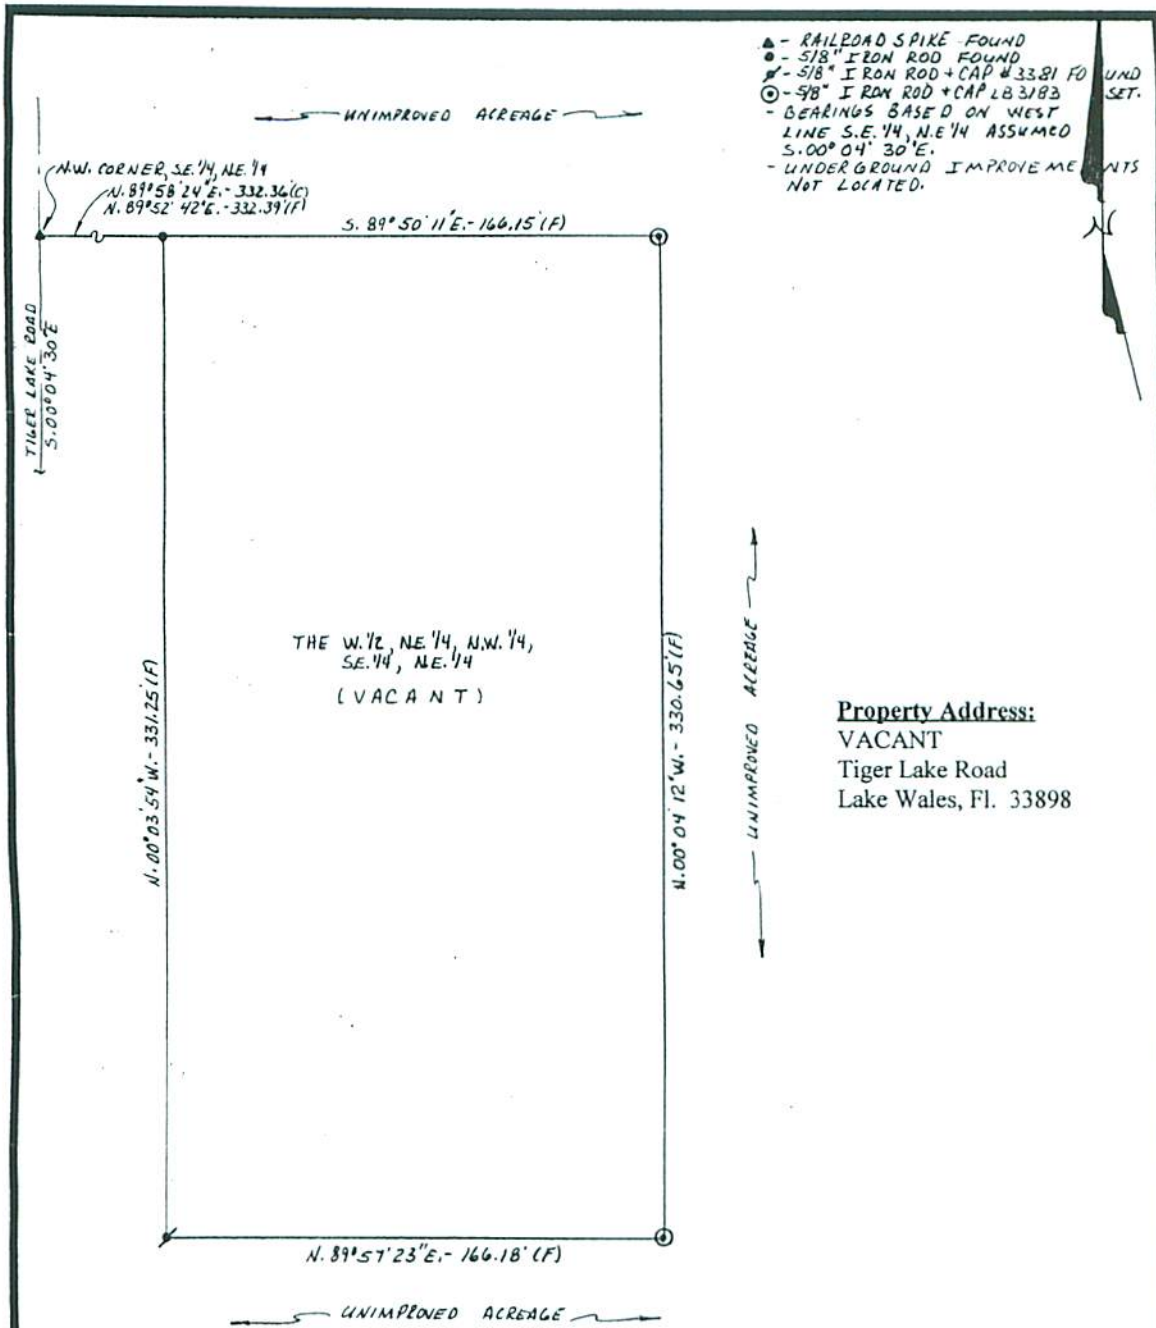 - RAILROAD SPIKE FOUND
- 5/8" IRON ROD FOUND
- 5/8" IRON ROD + CAP #3381 FOUND
- 5/8" IRON ROD + CAP LB3183 SET.
- BEARINGS BASED ON WEST
LINE S.E. 1/4, N.E 1/4 ASSUMED
S.00° 04' 30"E.
- UNDERGROUND IMPROVEMENTS
NOT LOCATED.
N
UNIMPROVED ACREAGE
N.W. CORNER, S.E. 1/4, N.E. 1/4
N. 89°58'24"E. - 332.36'(C)
N. 89°52'42"E. - 332.39'(F)
S. 89°50'11"E. - 166.15'(F)
TIGER LAKE ROAD
S.00°04'30"E
THE W. 1/2, N.E. 1/4, N.W. 1/4,
S.E. 1/4, N.E. 1/4
(VACANT)
N.00°03'54"W. - 331.25'(F)
N.00°04'12"W. - 330.65'(F)
UNIMPROVED ACREAGE
Property Address:
VACANT
Tiger Lake Road
Lake Wales, Fl. 33898
N. 89°57'23"E. - 166.18' (F)
UNIMPROVED ACREAGE